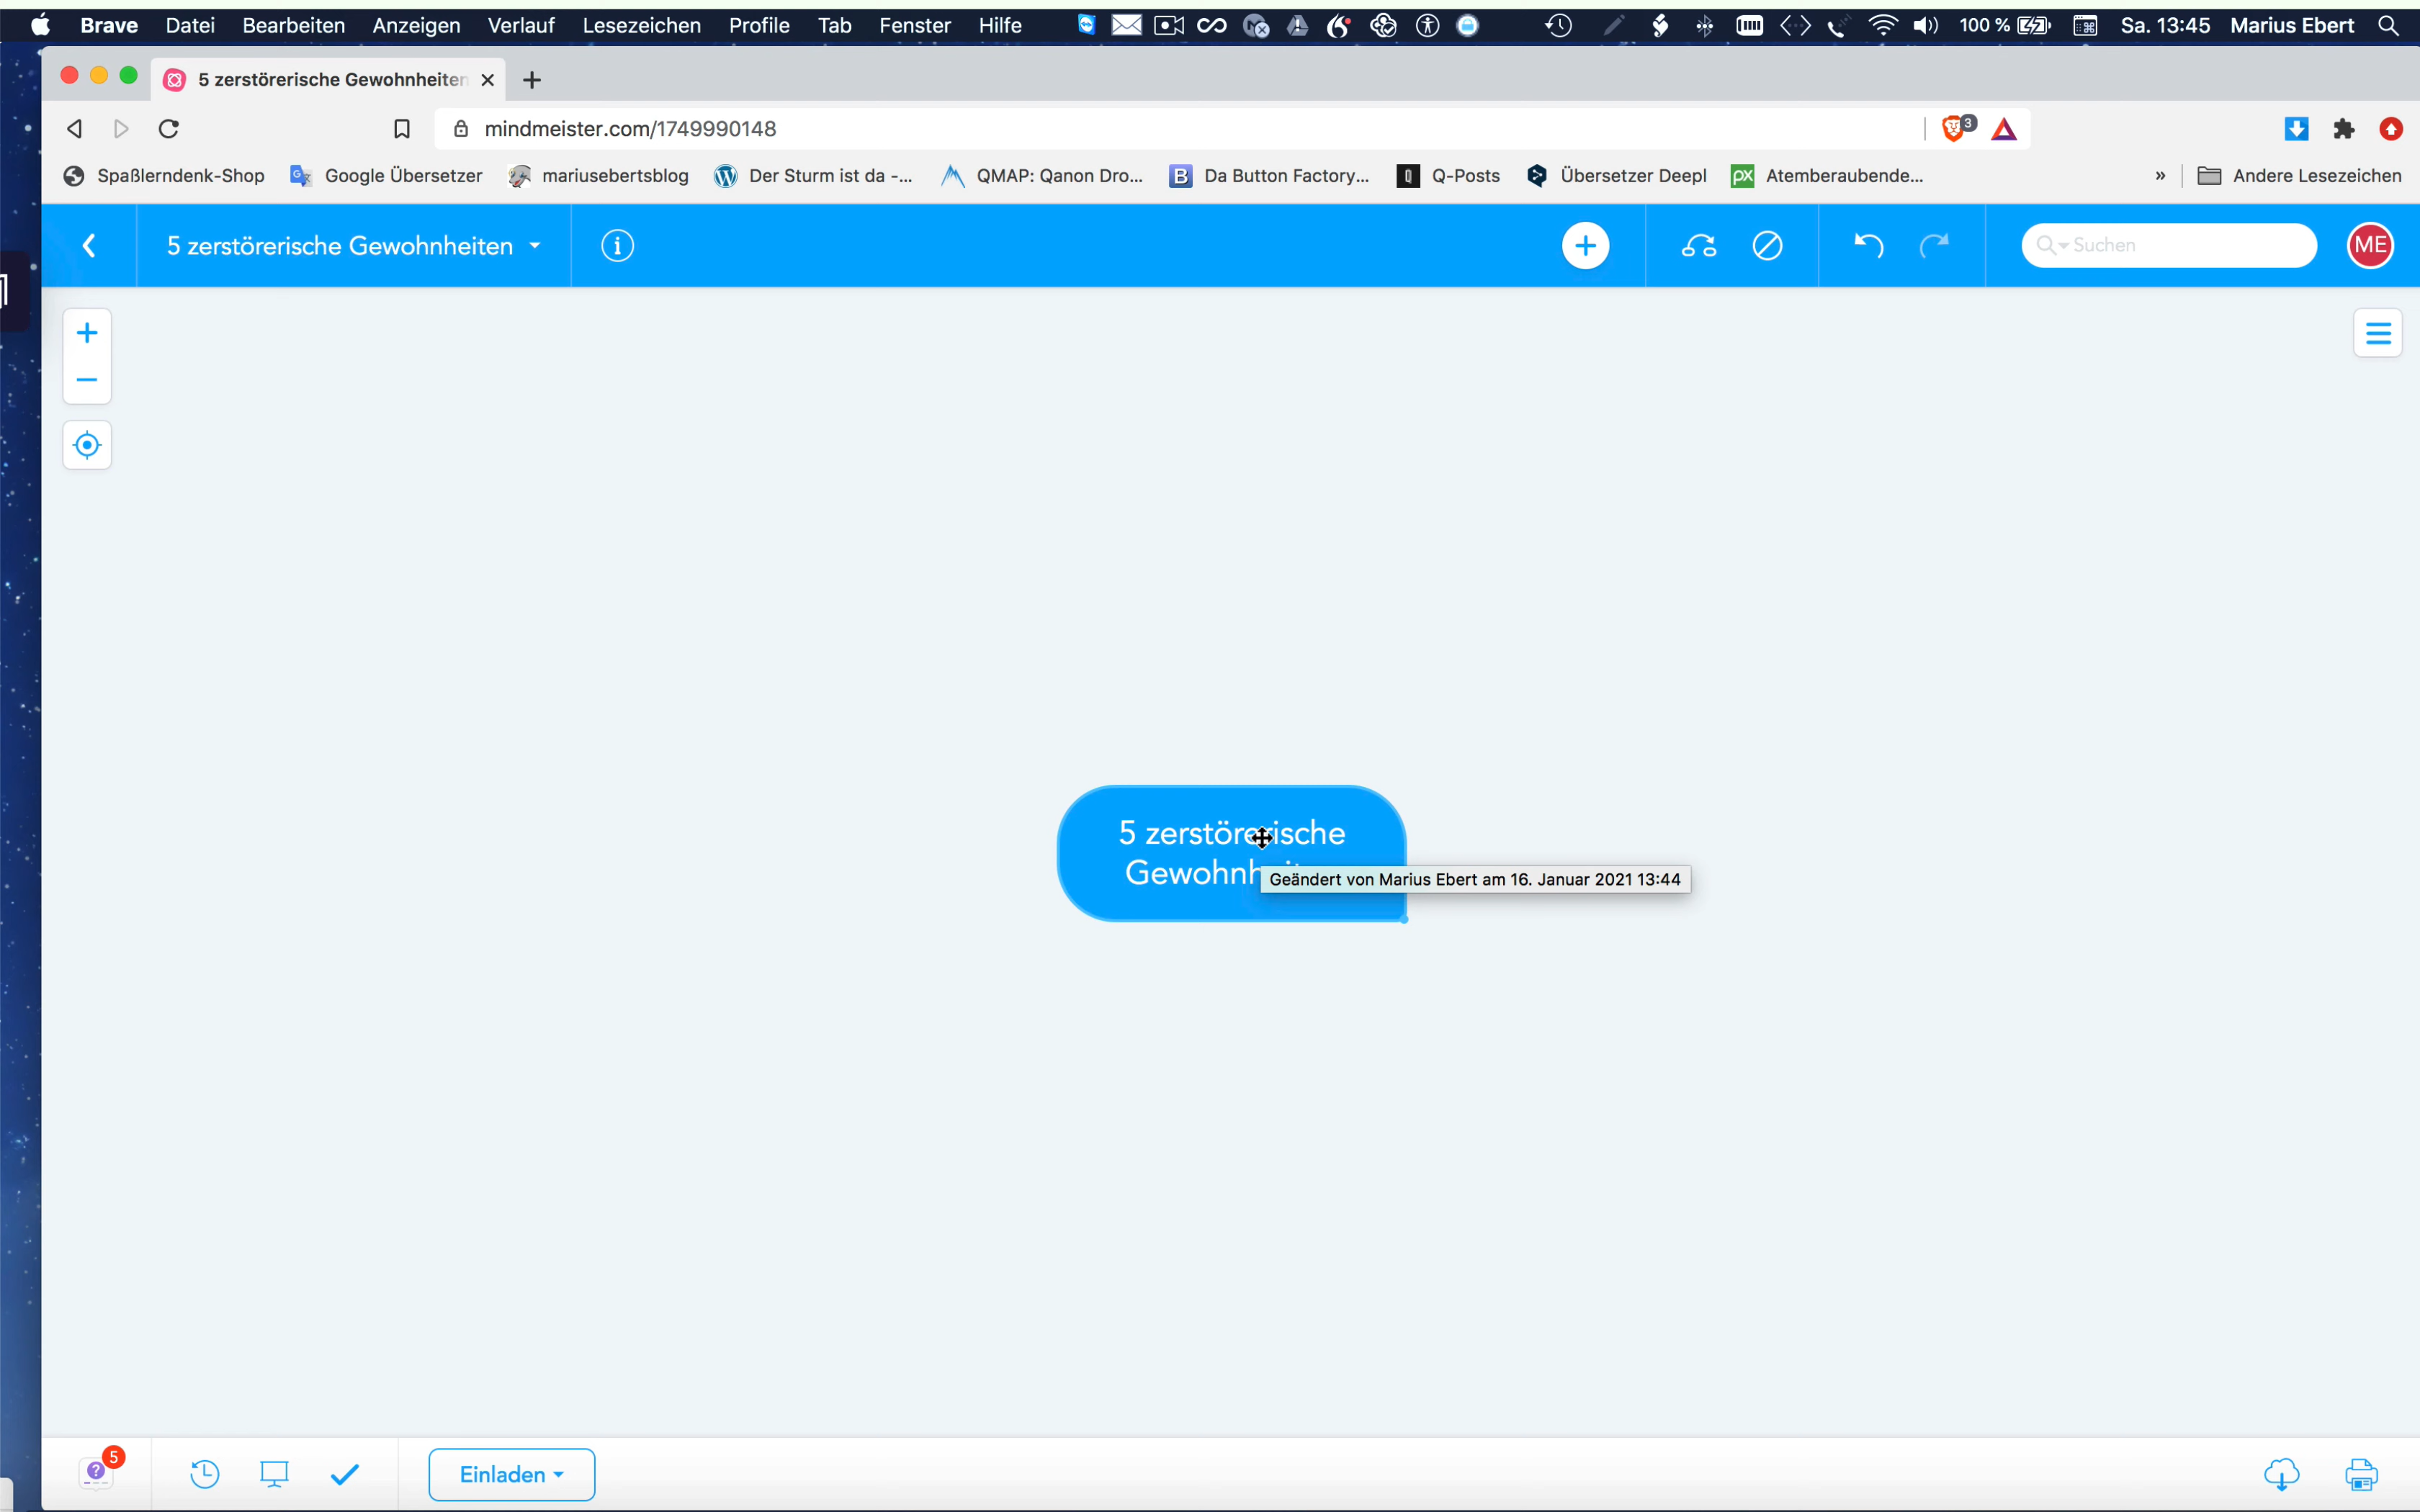 Brave Datei Bearbeiten Anzeigen Verlauf Lesezeichen Profile Tab Fenster Hilfe 100 % Sa. 13:45 Marius Ebert
5 zerstörerische Gewohnheiten
mindmeister.com/1749990148 3
Spaßlerndenk-Shop Google Übersetzer mariusebertsblog Der Sturm ist da -... QMAP: Qanon Dro... B Da Button Factory... Q Q-Posts Übersetzer Deepl px Atemberaubende... » Andere Lesezeichen
5 zerstörerische Gewohnheiten Suchen ME
5 zerstörerische
Geändert von Marius Ebert am 16. Januar 2021 13:44
5
Einladen